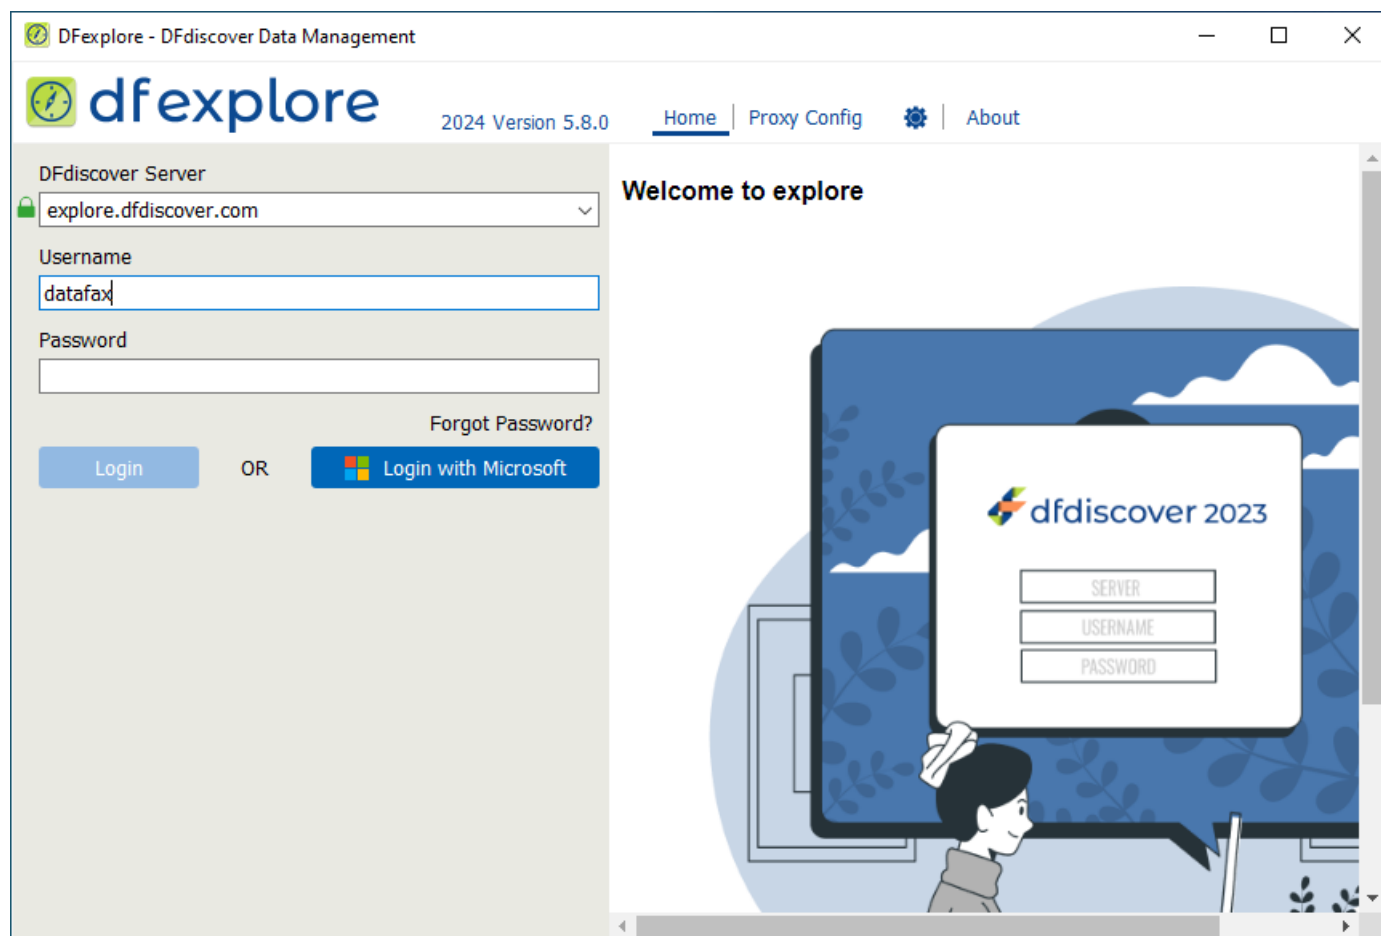 DFexplore - DFdiscover Data Management
dfexplore
2024 Version 5.8.0
Home
Proxy Config
About
DFdiscover Server
explore.dfdiscover.com
Username
datafax
Password
Forgot Password?
Login
OR
Login with Microsoft
Welcome to explore
dfdiscover 2023
SERVER
USERNAME
PASSWORD